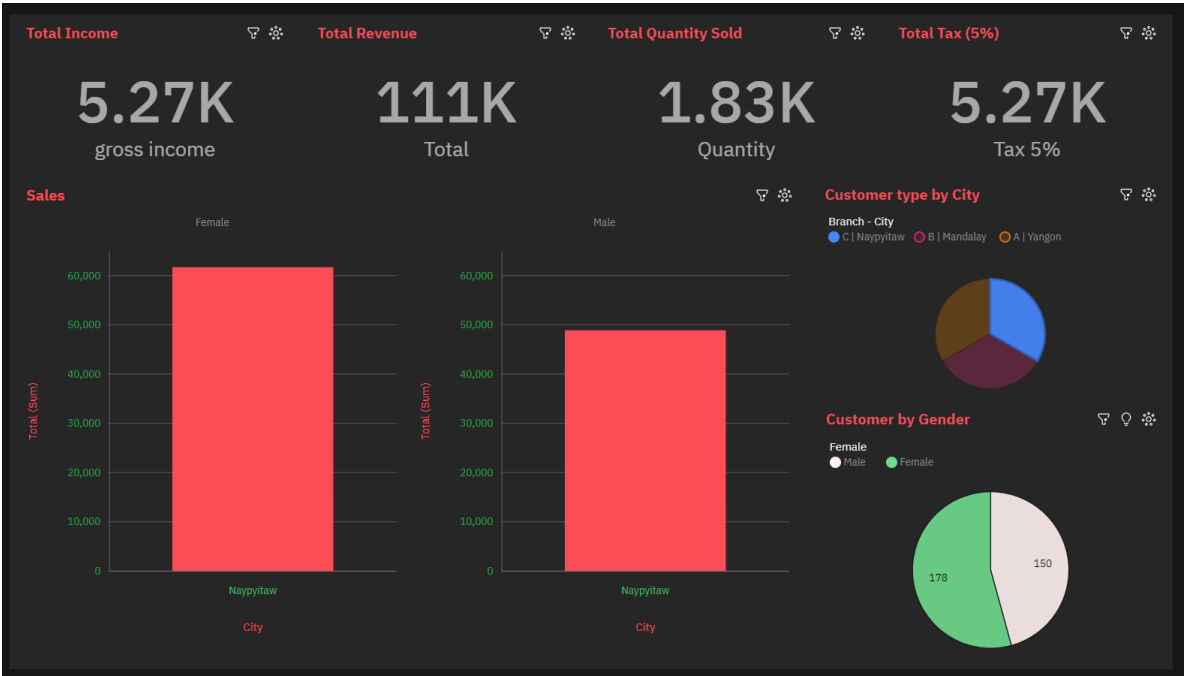 Total Income
Total Revenue
Total Quantity Sold
Total Tax (5%)
5.27K
111K
1.83K
5.27K
gross income
Total
Quantity
Tax 5%
Sales
Female
Male
Total (Sum)
60,000
50,000
40,000
30,000
20,000
10,000
0
Naypyitaw
City
Total (Sum)
60,000
50,000
40,000
30,000
20,000
10,000
0
Naypyitaw
City
Customer type by City
Branch - City
C | Naypyitaw B | Mandalay A | Yangon
Customer by Gender
Female
Male Female
178
150